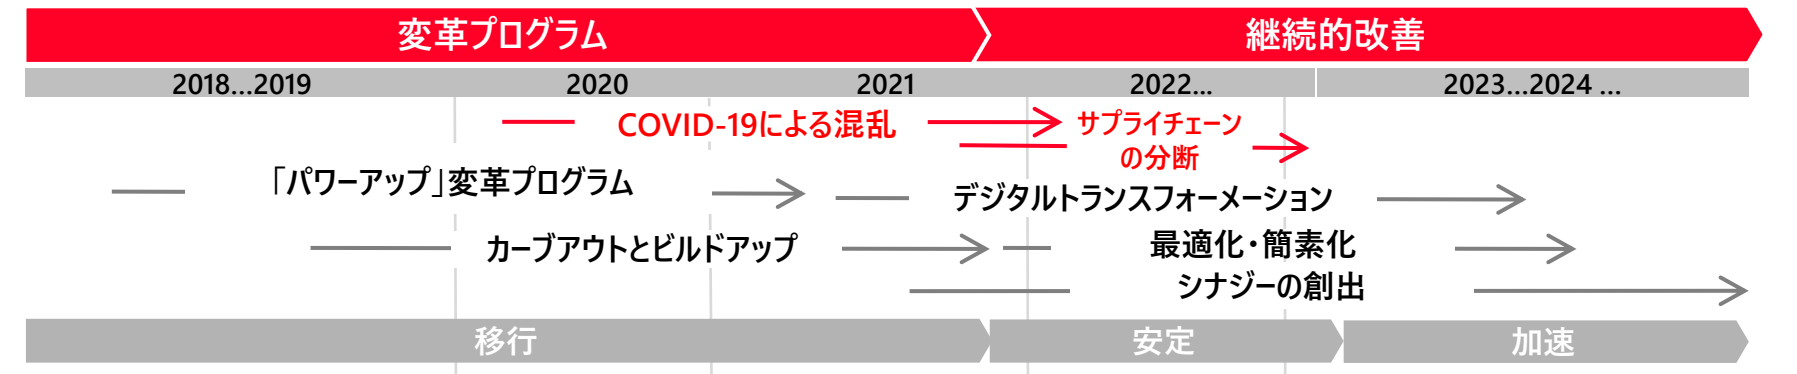 変革プログラム
継続的改善
2018...2019
2020
2021
2022...
2023...2024 ...
COVID-19による混乱
サプライチェーン
の分断
「パワーアップ」変革プログラム
デジタルトランスフォーメーション
カーブアウトとビルドアップ
最適化・簡素化
シナジーの創出
移行
安定
加速